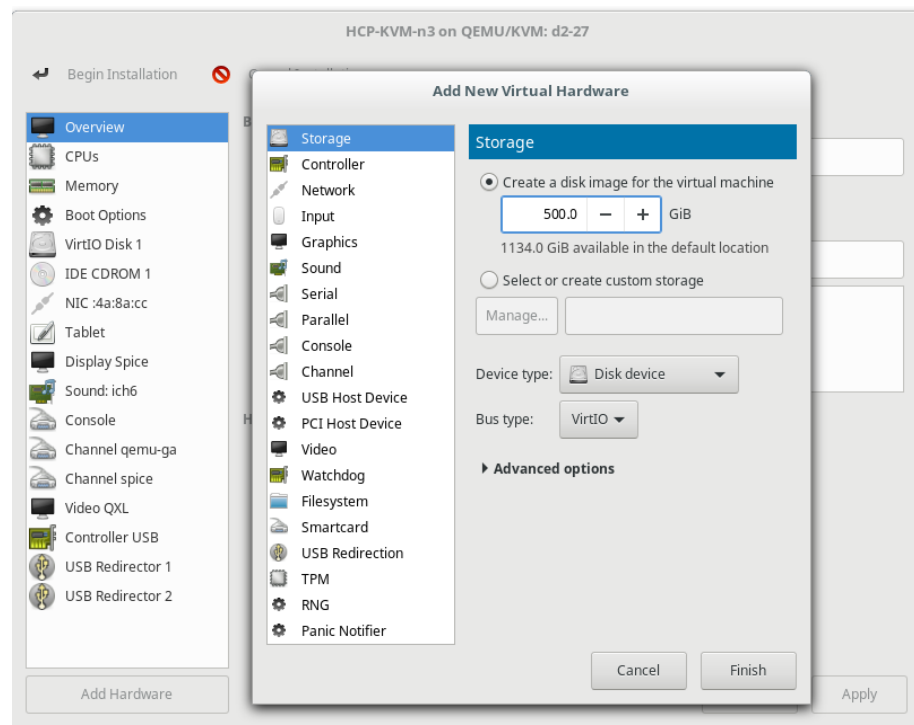 HCP-KVM-n3 on QEMU/KVM: d2-27
Begin Installation
Overview
CPUs
Memory
Boot Options
VirtIO Disk 1
IDE CDROM 1
NIC :4a:8a:cc
Tablet
Display Spice
Sound: ich6
Console
Channel qemu-ga
Channel spice
Video QXL
Controller USB
USB Redirector 1
USB Redirector 2
Add Hardware
Add New Virtual Hardware
Storage
Controller
Network
Input
Graphics
Sound
Serial
Parallel
Console
Channel
USB Host Device
PCI Host Device
Video
Watchdog
Filesystem
Smartcard
USB Redirection
TPM
RNG
Panic Notifier
Storage
Create a disk image for the virtual machine
500.0 − + GiB
1134.0 GiB available in the default location
Select or create custom storage
Manage...
Device type: Disk device
Bus type: VirtIO
Advanced options
Cancel Finish
Apply